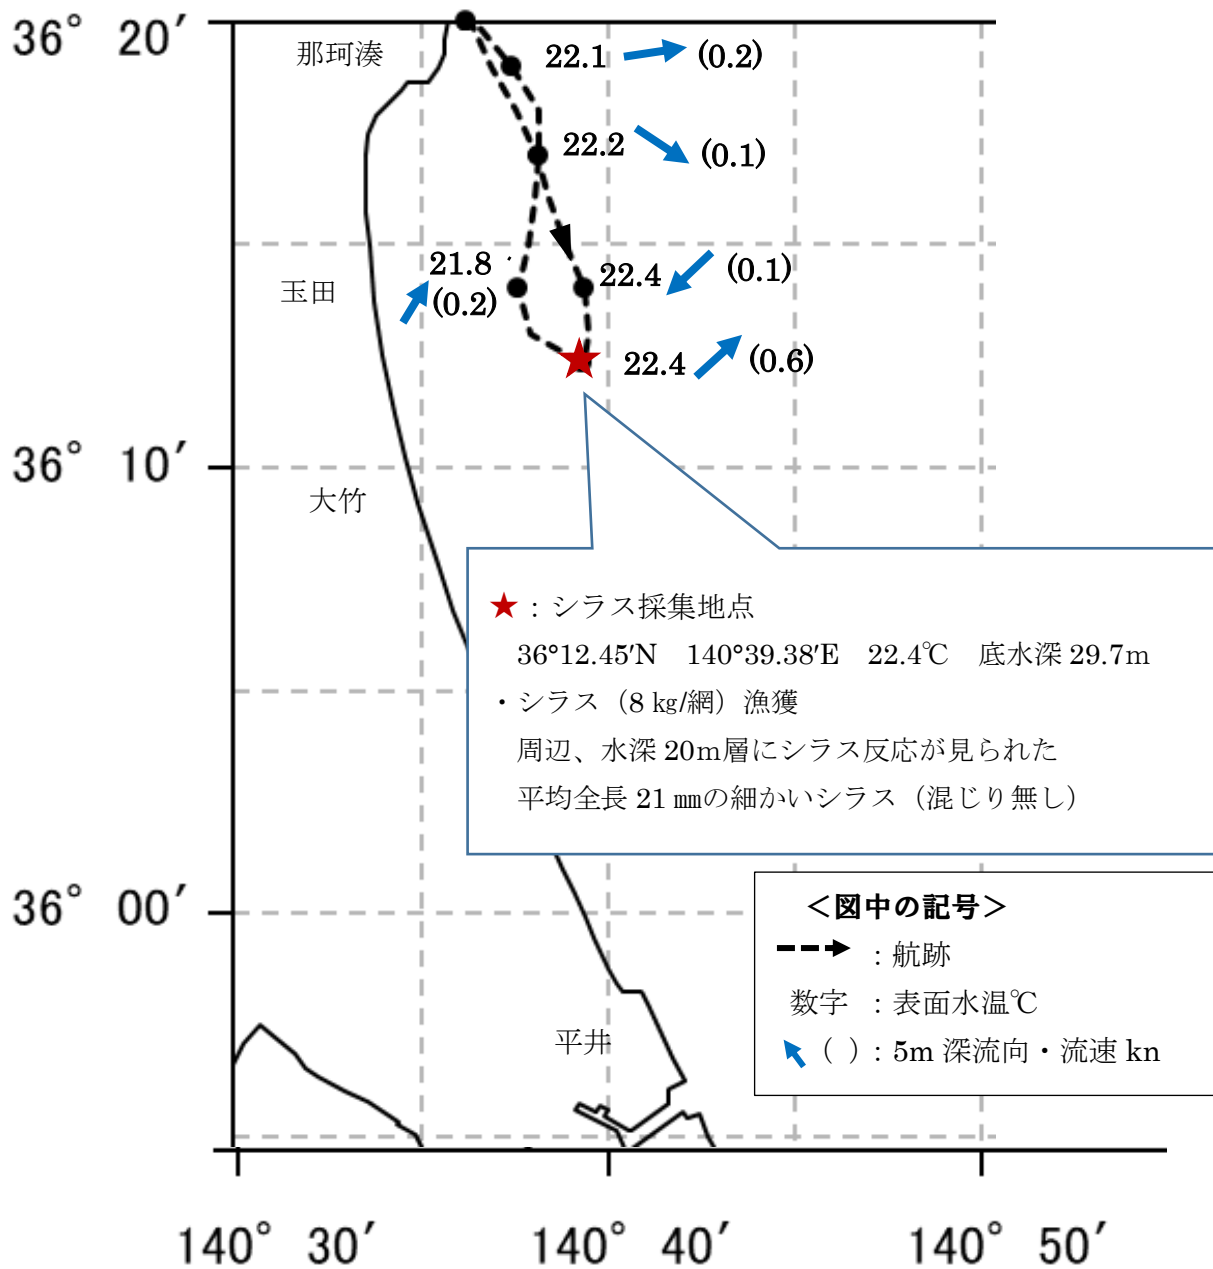 36° 20′
那珂湊
22.1 (0.2)
22.2 (0.1)
21.8
(0.2)
22.4 (0.1)
玉田
22.4 (0.6)
36° 10′
大竹
★：シラス採集地点
36°12.45′N 140°39.38′E 22.4℃ 底水深 29.7m
・シラス（8 ㎏/網）漁獲
周辺、水深 20m層にシラス反応が見られた
平均全長 21 ㎜の細かいシラス（混じり無し）
36° 00′
＜図中の記号＞
：航跡
数字 ：表面水温℃
（ ）：5m 深流向・流速 kn
平井
140° 30′ 140° 40′ 140° 50′